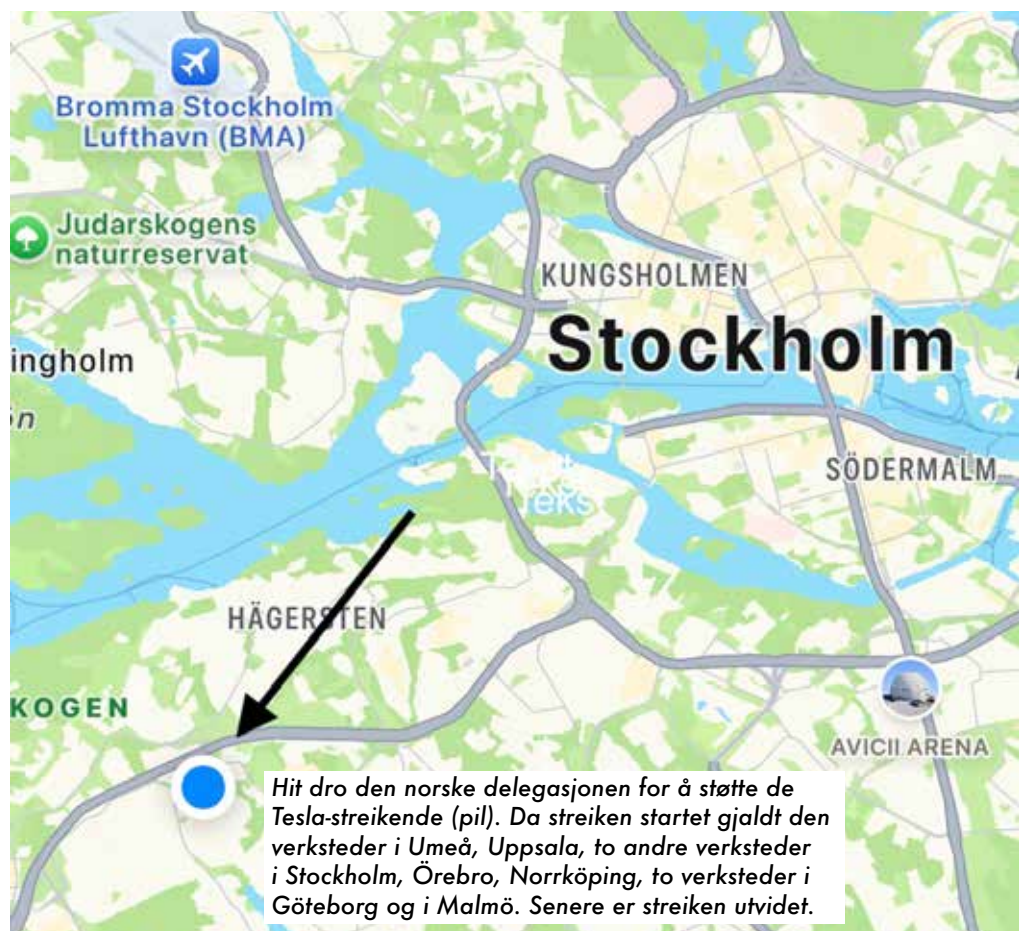 Bromma Stockholm
Lufthavn (BMA)
Judarskogens
naturreservat
KUNGSHOLMEN
Stockholm
ingholm
ön
SÖDERMALM
HÄGERSTEN
KOGEN
AVICII ARENA
Hit dro den norske delegasjonen for å støtte de
Tesla-streikende (pil). Da streiken startet gjaldt den
verksteder i Umeå, Uppsala, to andre verksteder
i Stockholm, Örebro, Norrköping, to verksteder i
Göteborg og i Malmö. Senere er streiken utvidet.